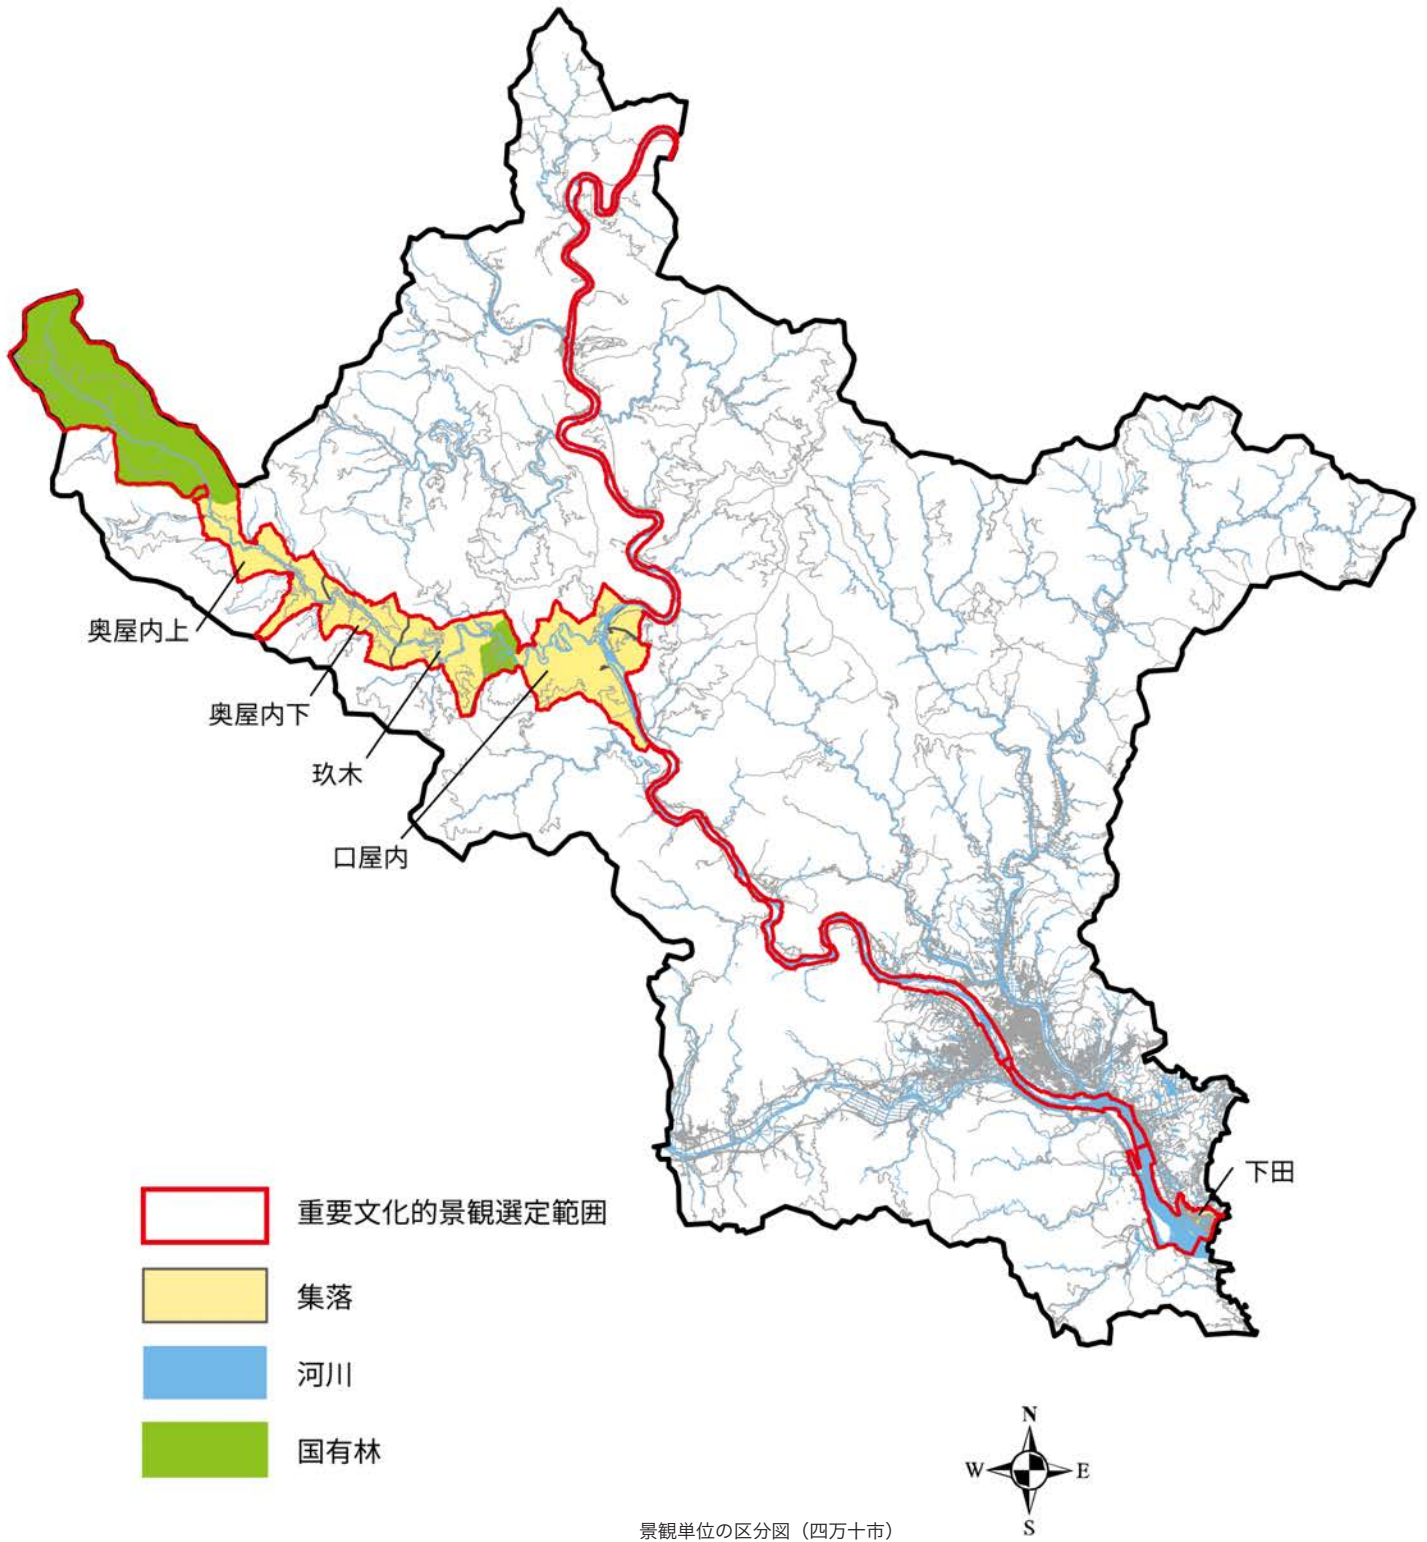 奥屋内上
奥屋内下
玖木
口屋内
下田
重要文化的景観選定範囲
集落
河川
国有林
N
W E
S
景観単位の区分図（四万十市）